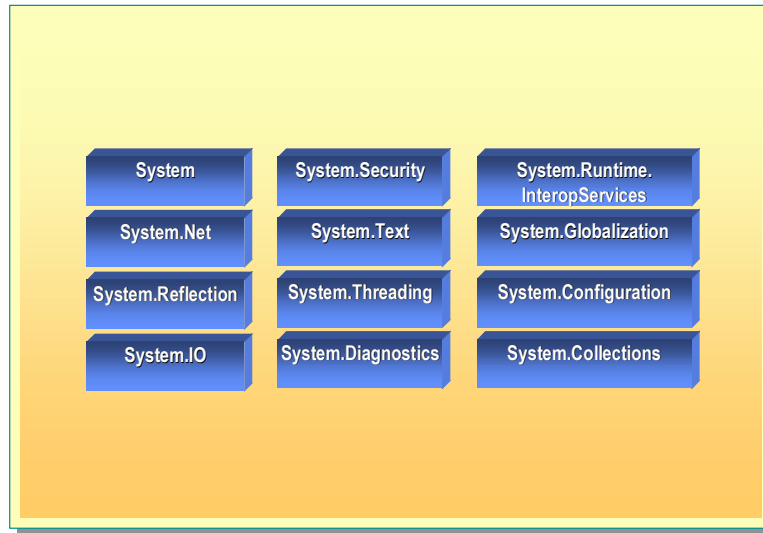 System
System.Security
System.Runtime.
InteropServices
System.Net
System.Text
System.Globalization
System.Reflection
System.Threading
System.Configuration
System.IO
System.Diagnostics
System.Collections